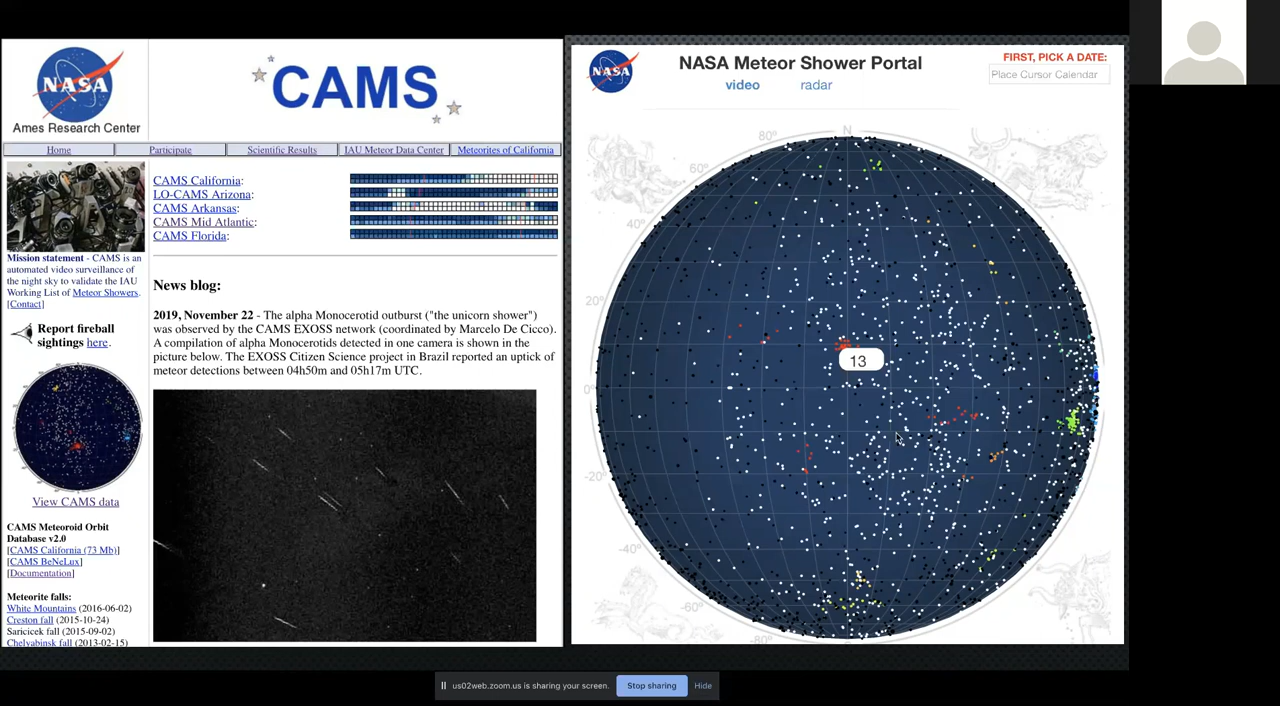 NASA
Ames Research Center
CAMS
Home
Participate
Scientific Results
IAU Meteor Data Center
Meteorites of California
Mission statement - CAMS is an
automated video surveillance of
the night sky to validate the IAU
Working List of Meteor Showers.
[Contact]
Report fireball
sightings here.
View CAMS data
CAMS Meteoroid Orbit
Database v2.0
[CAMS California (73 Mb)]
[CAMS BeNeLux]
[Documentation]
Meteorite falls:
White Mountains (2016-06-02)
Creston fall (2015-10-24)
Saricicek fall (2015-09-02)
Chelyabinsk fall (2013-02-15)
CAMS California:
LO-CAMS Arizona:
CAMS Arkansas:
CAMS Mid Atlantic:
CAMS Florida:
News blog:
2019, November 22 - The alpha Monocerotid outburst ("the unicorn shower")
was observed by the CAMS EXOSS network (coordinated by Marcelo De Cicco).
A compilation of alpha Monocerotids detected in one camera is shown in the
picture below. The EXOSS Citizen Science project in Brazil reported an uptick of
meteor detections between 04h50m and 05h17m UTC.
NASA
NASA Meteor Shower Portal
video radar
FIRST, PICK A DATE:
Place Cursor Calendar
N
80°
60°
40°
20°
0°
-20°
-40°
-60°
-80°
13
us02web.zoom.us is sharing your screen.
Stop sharing
Hide